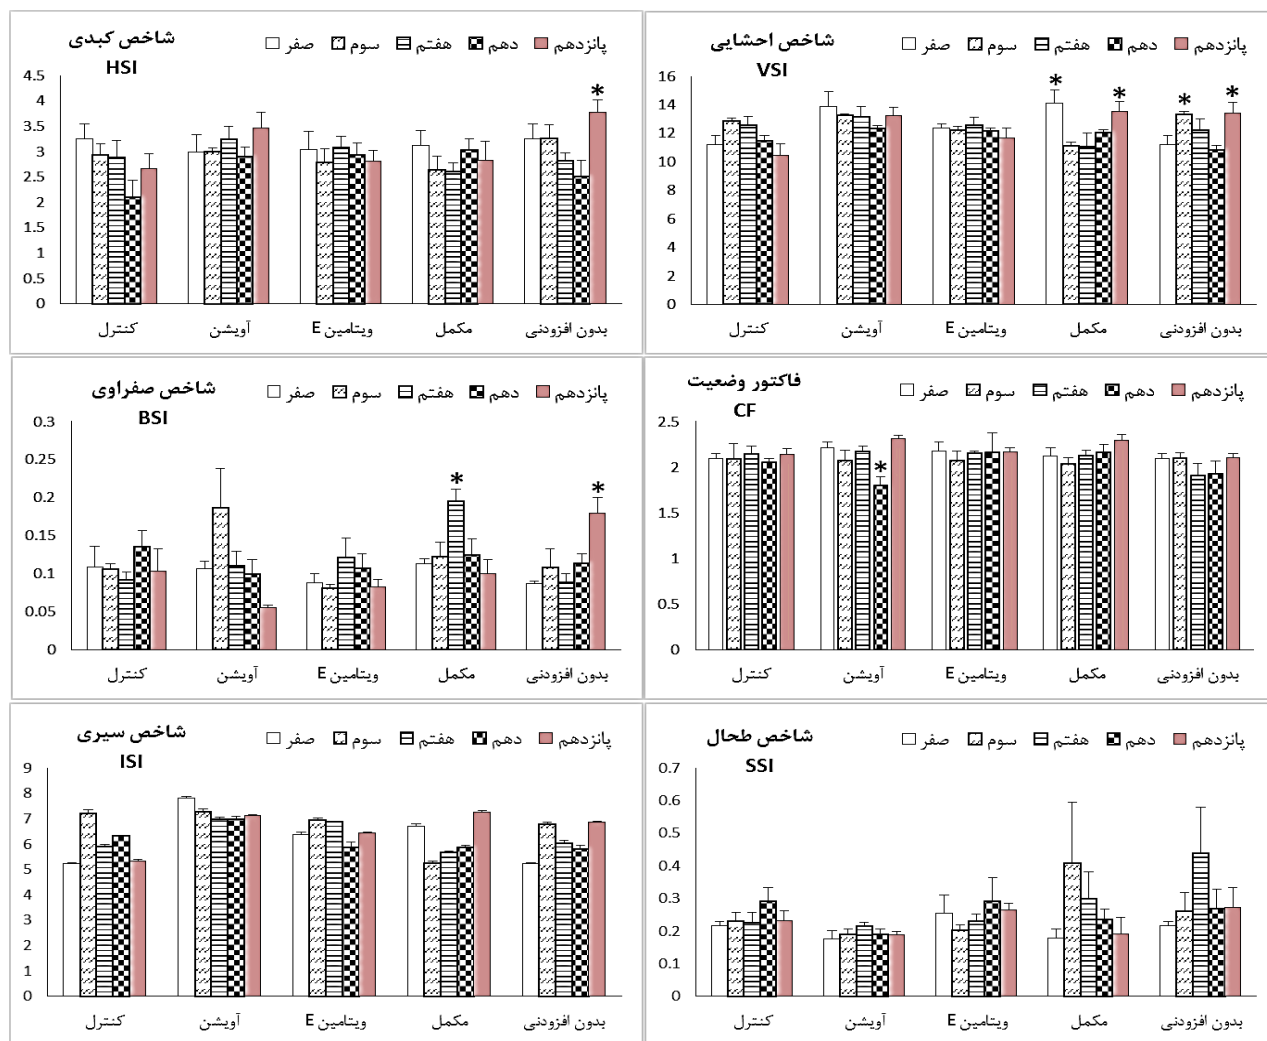 شاخص کبدی
HSI
صفر سوم هفتم دهم پانزدهم
4.5
4
3.5
3
2.5
2
1.5
1
0.5
0
* 
کنترل آویشن ویتامین E مکمل بدون افزودنی
شاخص احشایی
VSI
صفر سوم هفتم دهم پانزدهم
16
14
12
10
8
6
4
2
0
* * * *
کنترل آویشن ویتامین E مکمل بدون افزودنی
شاخص صفراوی
BSI
صفر سوم هفتم دهم پانزدهم
0.3
0.25
0.2
0.15
0.1
0.05
0
* *
کنترل آویشن ویتامین E مکمل بدون افزودنی
فاکتور وضعیت
CF
صفر سوم هفتم دهم پانزدهم
2.5
2
1.5
1
0.5
0
*
کنترل آویشن ویتامین E مکمل بدون افزودنی
شاخص سیری
ISI
صفر سوم هفتم دهم پانزدهم
9
8
7
6
5
4
3
2
1
0
کنترل آویشن ویتامین E مکمل بدون افزودنی
شاخص طحال
SSI
صفر سوم هفتم دهم پانزدهم
0.7
0.6
0.5
0.4
0.3
0.2
0.1
0
کنترل آویشن ویتامین E مکمل بدون افزودنی